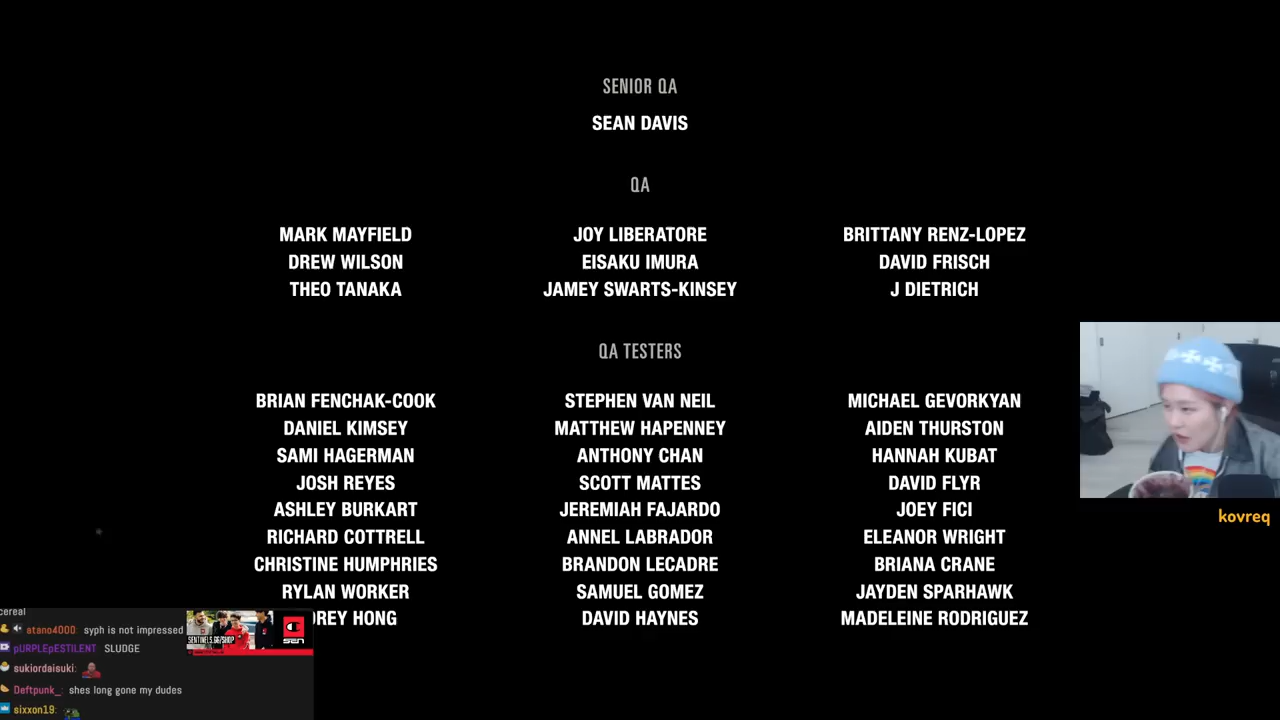 SENIOR QA
SEAN DAVIS
QA
MARK MAYFIELD JOY LIBERATORE BRITTANY RENZ-LOPEZ
DREW WILSON EISAKU IMURA DAVID FRISCH
THEO TANAKA JAMEY SWARTS-KINSEY J DIETRICH
QA TESTERS
BRIAN FENCHAK-COOK STEPHEN VAN NEIL MICHAEL GEVORKYAN
DANIEL KIMSEY MATTHEW HAPENNEY AIDEN THURSTON
SAMI HAGERMAN ANTHONY CHAN HANNAH KUBAT
JOSH REYES SCOTT MATTES DAVID FLYR
ASHLEY BURKART JEREMIAH FAJARDO JOEY FICI
RICHARD COTTRELL ANNEL LABRADOR ELEANOR WRIGHT
CHRISTINE HUMPHRIES BRANDON LECADRE BRIANA CRANE
RYLAN WORKER SAMUEL GOMEZ JAYDEN SPARHAWK
OREY HONG DAVID HAYNES MADELEINE RODRIGUEZ
kovreq
cereal
atano4000: syph is not impressed
pURPLEpESTILENT SLUDGE
sukiordaisuki:
Deftpunk_: shes long gone my dudes
sixxon19:
SENTINELS.GG/SHOP
SEN